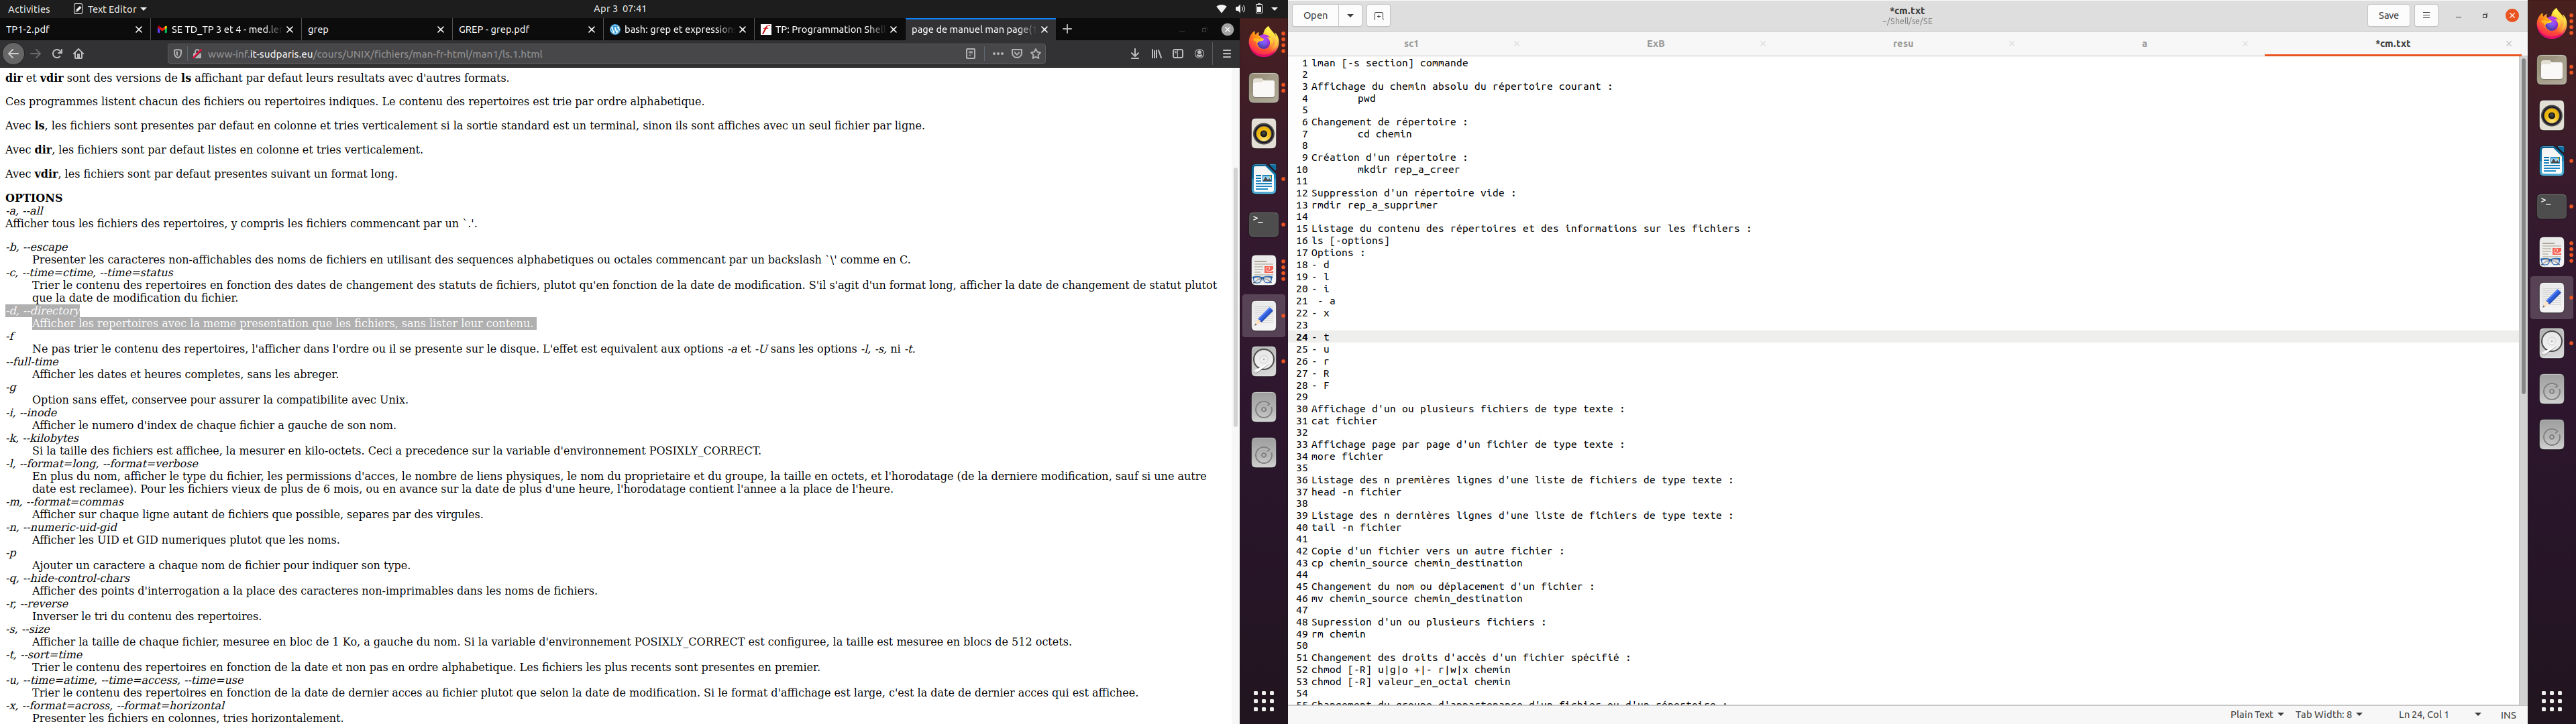 Activities
Text Editor
Apr 3 07:41
TP1-2.pdf
SE TD_TP 3 et 4 - med.le
grep
GREP - grep.pdf
bash: grep et expression
TP: Programmation Shel
page de manuel man page(
www-inf.it-sudparis.eu/cours/UNIX/fichiers/man-fr-html/man1/ls.1.html
dir et vdir sont des versions de ls affichant par defaut leurs resultats avec d'autres formats.
Ces programmes listent chacun des fichiers ou repertoires indiques. Le contenu des repertoires est trie par ordre alphabetique.
Avec ls, les fichiers sont presentes par defaut en colonne et tries verticalement si la sortie standard est un terminal, sinon ils sont affiches avec un seul fichier par ligne.
Avec dir, les fichiers sont par defaut listes en colonne et tries verticalement.
Avec vdir, les fichiers sont par defaut presentes suivant un format long.
OPTIONS
-a, --all
Afficher tous les fichiers des repertoires, y compris les fichiers commencant par un `.'.
-b, --escape
Presenter les caracteres non-affichables des noms de fichiers en utilisant des sequences alphabetiques ou octales commencant par un backslash `\' comme en C.
-c, --time=ctime, --time=status
Trier le contenu des repertoires en fonction des dates de changement des statuts de fichiers, plutot qu'en fonction de la date de modification. S'il s'agit d'un format long, afficher la date de changement de statut plutot
que la date de modification du fichier.
-d, --directory
Afficher les repertoires avec la meme presentation que les fichiers, sans lister leur contenu.
-f
Ne pas trier le contenu des repertoires, l'afficher dans l'ordre ou il se presente sur le disque. L'effet est equivalent aux options -a et -U sans les options -l, -s, ni -t.
--full-time
Afficher les dates et heures completes, sans les abreger.
-g
Option sans effet, conservee pour assurer la compatibilite avec Unix.
-i, --inode
Afficher le numero d'index de chaque fichier a gauche de son nom.
-k, --kilobytes
Si la taille des fichiers est affichee, la mesurer en kilo-octets. Ceci a precedence sur la variable d'environnement POSIXLY_CORRECT.
-l, --format=long, --format=verbose
En plus du nom, afficher le type du fichier, les permissions d'acces, le nombre de liens physiques, le nom du proprietaire et du groupe, la taille en octets, et l'horodatage (de la derniere modification, sauf si une autre
date est reclamee). Pour les fichiers vieux de plus de 6 mois, ou en avance sur la date de plus d'une heure, l'horodatage contient l'annee a la place de l'heure.
-m, --format=commas
Afficher sur chaque ligne autant de fichiers que possible, separes par des virgules.
-n, --numeric-uid-gid
Afficher les UID et GID numeriques plutot que les noms.
-p
Ajouter un caractere a chaque nom de fichier pour indiquer son type.
-q, --hide-control-chars
Afficher des points d'interrogation a la place des caracteres non-imprimables dans les noms de fichiers.
-r, --reverse
Inverser le tri du contenu des repertoires.
-s, --size
Afficher la taille de chaque fichier, mesuree en bloc de 1 Ko, a gauche du nom. Si la variable d'environnement POSIXLY_CORRECT est configuree, la taille est mesuree en blocs de 512 octets.
-t, --sort=time
Trier le contenu des repertoires en fonction de la date et non pas en ordre alphabetique. Les fichiers les plus recents sont presentes en premier.
-u, --time=atime, --time=access, --time=use
Trier le contenu des repertoires en fonction de la date de dernier acces au fichier plutot que selon la date de modification. Si le format d'affichage est large, c'est la date de dernier acces qui est affichee.
-x, --format=across, --format=horizontal
Presenter les fichiers en colonnes, tries horizontalement.
Open
*cm.txt
~/Shell/se/SE
Save
sc1
ExB
resu
a
*cm.txt
1 lman [-s section] commande
2
3 Affichage du chemin absolu du répertoire courant :
4 pwd
5
6 Changement de répertoire :
7 cd chemin
8
9 Création d'un répertoire :
10 mkdir rep_a_creer
11
12 Suppression d'un répertoire vide :
13 rmdir rep_a_supprimer
14
15 Listage du contenu des répertoires et des informations sur les fichiers :
16 ls [-options]
17 Options :
18 - d
19 - l
20 - i
21 - a
22 - x
23
24 - t
25 - u
26 - r
27 - R
28 - F
29
30 Affichage d'un ou plusieurs fichiers de type texte :
31 cat fichier
32
33 Affichage page par page d'un fichier de type texte :
34 more fichier
35
36 Listage des n premières lignes d'une liste de fichiers de type texte :
37 head -n fichier
38
39 Listage des n dernières lignes d'une liste de fichiers de type texte :
40 tail -n fichier
41
42 Copie d'un fichier vers un autre fichier :
43 cp chemin_source chemin_destination
44
45 Changement du nom ou déplacement d'un fichier :
46 mv chemin_source chemin_destination
47
48 Supression d'un ou plusieurs fichiers :
49 rm chemin
50
51 Changement des droits d'accès d'un fichier spécifié :
52 chmod [-R] u|g|o +|- r|w|x chemin
53 chmod [-R] valeur_en_octal chemin
54
55 Changement du groupe d'appartenance d'un fichier ou d'un répertoire :
Plain Text
Tab Width: 8
Ln 24, Col 1
INS